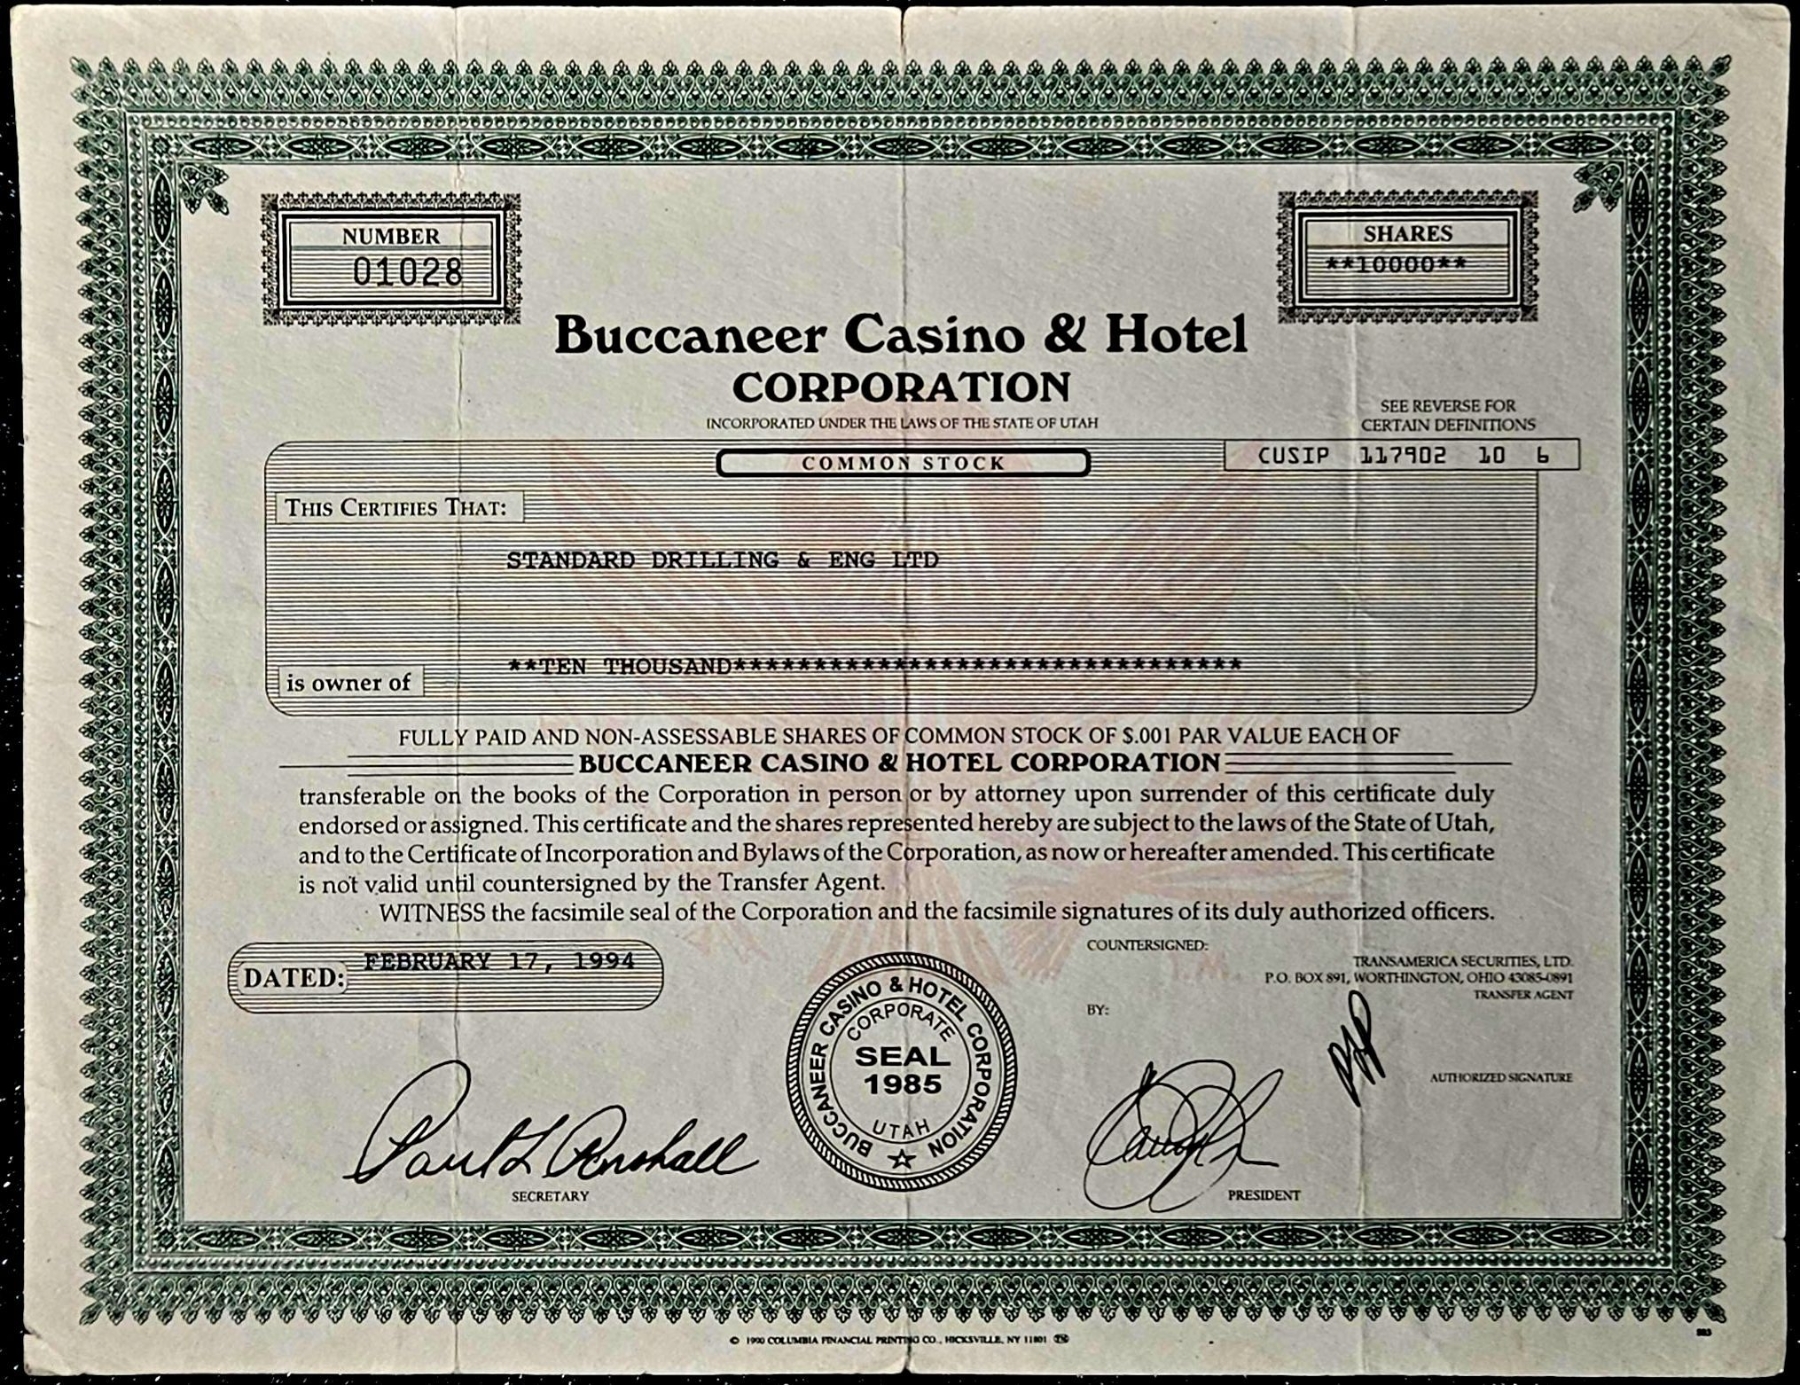 NUMBER
01028
SHARES
**10000**
Buccaneer Casino & Hotel
CORPORATION
INCORPORATED UNDER THE LAWS OF THE STATE OF UTAH
SEE REVERSE FOR
CERTAIN DEFINITIONS
COMMON STOCK
CUSIP 117902 10 6
THIS CERTIFIES THAT:
STANDARD DRILLING & ENG LTD
**TEN THOUSAND********************************
is owner of
FULLY PAID AND NON-ASSESSABLE SHARES OF COMMON STOCK OF $.001 PAR VALUE EACH OF
BUCCANEER CASINO & HOTEL CORPORATION
transferable on the books of the Corporation in person or by attorney upon surrender of this certificate duly
endorsed or assigned. This certificate and the shares represented hereby are subject to the laws of the State of Utah,
and to the Certificate of Incorporation and Bylaws of the Corporation, as now or hereafter amended. This certificate
is not valid until countersigned by the Transfer Agent.
WITNESS the facsimile seal of the Corporation and the facsimile signatures of its duly authorized officers.
DATED: FEBRUARY 17, 1994
COUNTERSIGNED:
TRANSAMERICA SECURITIES, LTD.
P.O. BOX 891, WORTHINGTON, OHIO 43085-0891
TRANSFER AGENT
BY:
AUTHORIZED SIGNATURE
BUCCANEER CASINO & HOTEL CORPORATION
CORPORATE
SEAL
1985
UTAH
Paul L
SECRETARY
PRESIDENT
© 1990 COLUMBIA FINANCIAL PRINTING CO., HICKSVILLE, NY 11801